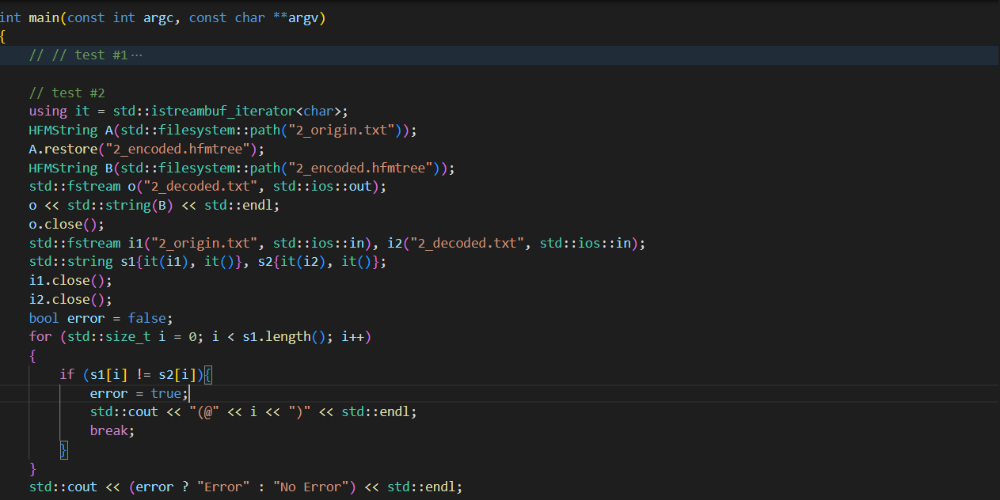 int main(const int argc, const char **argv)
{
    // // test #1 ···

    // test #2
    using it = std::istreambuf_iterator<char>;
    HFMString A(std::filesystem::path("2_origin.txt"));
    A.restore("2_encoded.hfmtree");
    HFMString B(std::filesystem::path("2_encoded.hfmtree"));
    std::fstream o("2_decoded.txt", std::ios::out);
    o << std::string(B) << std::endl;
    o.close();
    std::fstream i1("2_origin.txt", std::ios::in), i2("2_decoded.txt", std::ios::in);
    std::string s1{it(i1), it()}, s2{it(i2), it()};
    i1.close();
    i2.close();
    bool error = false;
    for (std::size_t i = 0; i < s1.length(); i++)
    {
        if (s1[i] != s2[i]){
            error = true;
            std::cout << "(@" << i << ")" << std::endl;
            break;
        }
    }
    std::cout << (error ? "Error" : "No Error") << std::endl;